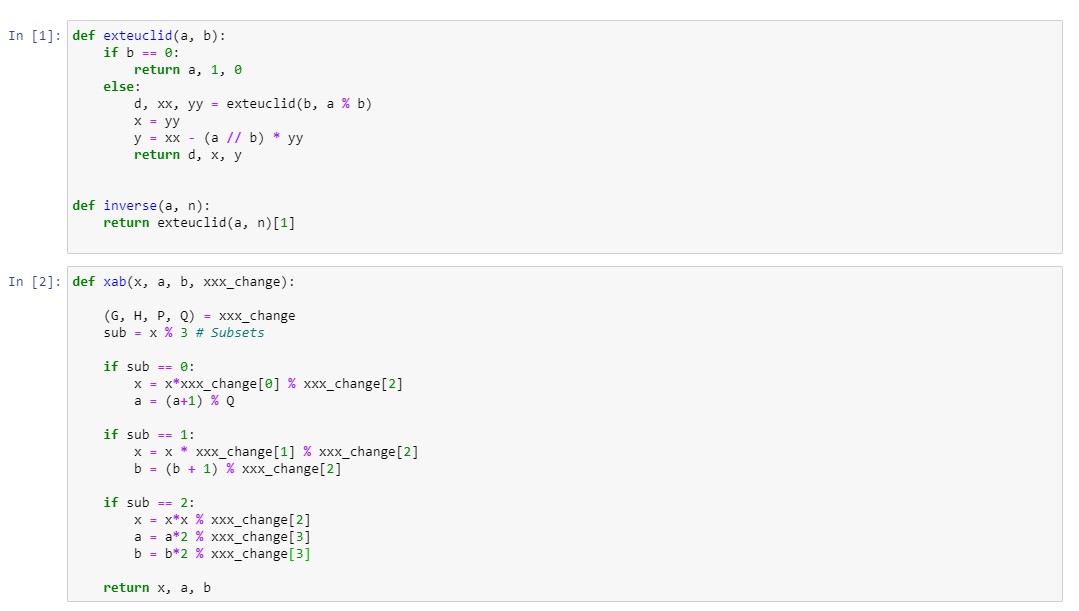 In [1]: def exteuclid(a, b):
    if b == 0:
        return a, 1, 0
    else:
        d, xx, yy = exteuclid(b, a % b)
        x = yy
        y = xx - (a // b) * yy
        return d, x, y
def inverse(a, n):
    return exteuclid(a, n)[1]
In [2]: def xab(x, a, b, xxx_change):
    (G, H, P, Q) = xxx_change
    sub = x % 3 # Subsets
    if sub == 0:
        x = x*xxx_change[0] % xxx_change[2]
        a = (a+1) % Q
    if sub == 1:
        x = x * xxx_change[1] % xxx_change[2]
        b = (b + 1) % xxx_change[2]
    if sub == 2:
        x = x*x % xxx_change[2]
        a = a*2 % xxx_change[3]
        b = b*2 % xxx_change[3]
    return x, a, b